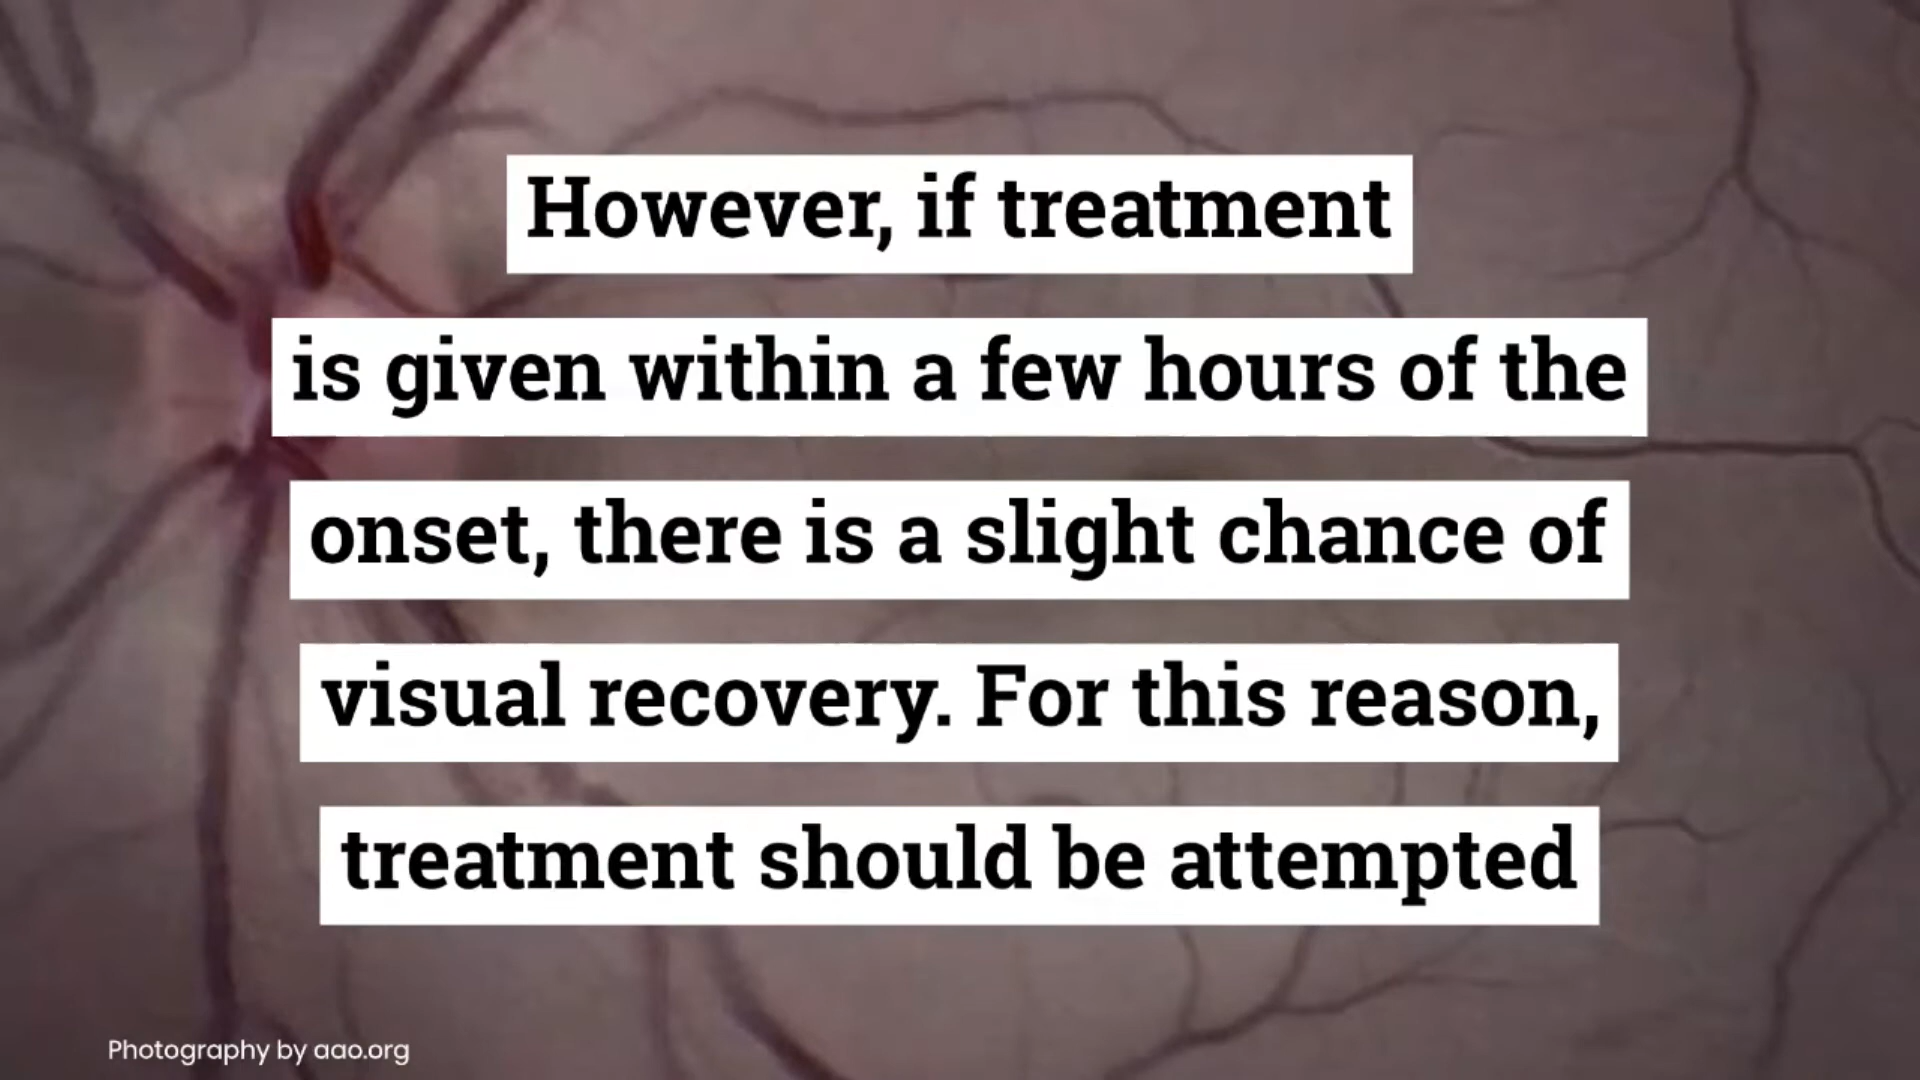 However, if treatment
is given within a few hours of the
onset, there is a slight chance of
visual recovery. For this reason,
treatment should be attempted
Photography by aao.org